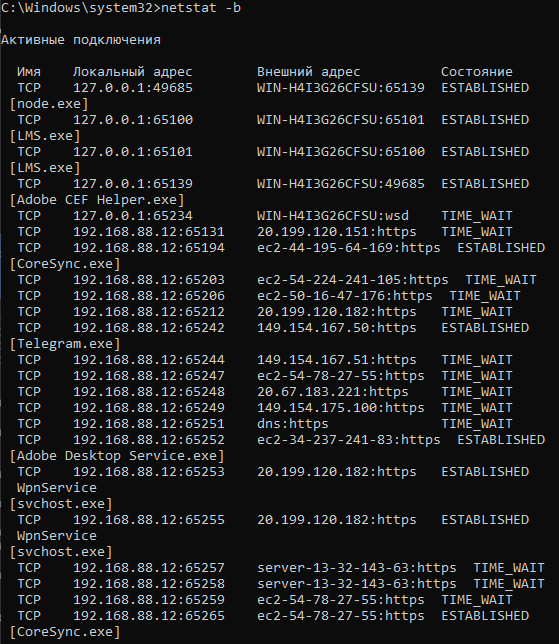 C:\Windows\system32>netstat -b
Активные подключения
Имя Локальный адрес Внешний адрес Состояние
TCP 127.0.0.1:49685 WIN-H4I3G26CFSU:65139 ESTABLISHED
[node.exe]
TCP 127.0.0.1:65100 WIN-H4I3G26CFSU:65101 ESTABLISHED
[LMS.exe]
TCP 127.0.0.1:65101 WIN-H4I3G26CFSU:65100 ESTABLISHED
[LMS.exe]
TCP 127.0.0.1:65139 WIN-H4I3G26CFSU:49685 ESTABLISHED
[Adobe CEF Helper.exe]
TCP 127.0.0.1:65234 WIN-H4I3G26CFSU:wsd TIME_WAIT
TCP 192.168.88.12:65131 20.199.120.151:https TIME_WAIT
TCP 192.168.88.12:65194 ec2-44-195-64-169:https ESTABLISHED
[CoreSync.exe]
TCP 192.168.88.12:65203 ec2-54-224-241-105:https TIME_WAIT
TCP 192.168.88.12:65206 ec2-50-16-47-176:https TIME_WAIT
TCP 192.168.88.12:65212 20.199.120.182:https TIME_WAIT
TCP 192.168.88.12:65242 149.154.167.50:https ESTABLISHED
[Telegram.exe]
TCP 192.168.88.12:65244 149.154.167.51:https TIME_WAIT
TCP 192.168.88.12:65247 ec2-54-78-27-55:https TIME_WAIT
TCP 192.168.88.12:65248 20.67.183.221:https TIME_WAIT
TCP 192.168.88.12:65249 149.154.175.100:https TIME_WAIT
TCP 192.168.88.12:65251 dns:https TIME_WAIT
TCP 192.168.88.12:65252 ec2-34-237-241-83:https ESTABLISHED
[Adobe Desktop Service.exe]
TCP 192.168.88.12:65253 20.199.120.182:https ESTABLISHED
WpnService
[svchost.exe]
TCP 192.168.88.12:65255 20.199.120.182:https ESTABLISHED
WpnService
[svchost.exe]
TCP 192.168.88.12:65257 server-13-32-143-63:https TIME_WAIT
TCP 192.168.88.12:65258 server-13-32-143-63:https TIME_WAIT
TCP 192.168.88.12:65259 ec2-54-78-27-55:https TIME_WAIT
TCP 192.168.88.12:65265 ec2-54-78-27-55:https ESTABLISHED
[CoreSync.exe]